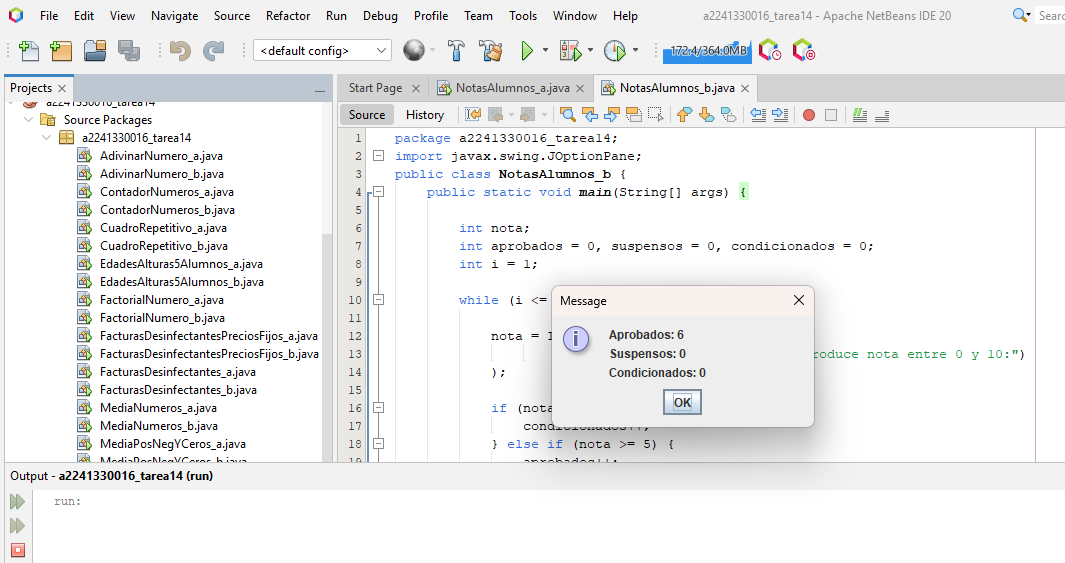 File Edit View Navigate Source Refactor Run Debug Profile Team Tools Window Help a2241330016_tarea14 - Apache NetBeans IDE 20 Searc
<default config> 172.4/364.0MB
Projects
a2241330016_tarea14
Source Packages
a2241330016_tarea14
AdivinarNumero_a.java
AdivinarNumero_b.java
ContadorNumeros_a.java
ContadorNumeros_b.java
CuadroRepetitivo_a.java
CuadroRepetitivo_b.java
EdadesAlturas5Alumnos_a.java
EdadesAlturas5Alumnos_b.java
FactorialNumero_a.java
FactorialNumero_b.java
FacturasDesinfectantesPreciosFijos_a.java
FacturasDesinfectantesPreciosFijos_b.java
FacturasDesinfectantes_a.java
FacturasDesinfectantes_b.java
MediaNumeros_a.java
MediaNumeros_b.java
MediaPosNegYCeros_a.java
MediaPosNegYCeros_b.java
Start Page NotasAlumnos_a.java NotasAlumnos_b.java
Source History
1 package a2241330016_tarea14;
2 import javax.swing.JOptionPane;
3 public class NotasAlumnos_b {
4 public static void main(String[] args) {
5
6 int nota;
7 int aprobados = 0, suspensos = 0, condicionados = 0;
8 int i = 1;
9
10 while (i <=
11
12 nota =
13 roduce nota entre 0 y 10:")
14 );
15
16 if (nota
17 condicionados++;
18 } else if (nota >= 5) {
19 aprobados++;
Message
Aprobados: 6
Suspensos: 0
Condicionados: 0
OK
Output - a2241330016_tarea14 (run)
run: